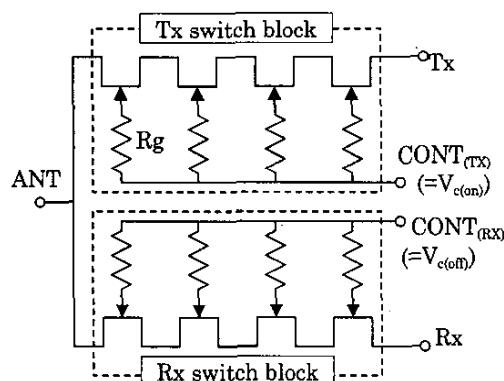 Tx switch block
Tx
Rg
CONT(TX)
(=Vc(on))
ANT
CONT(RX)
(=Vc(off))
Rx
Rx switch block